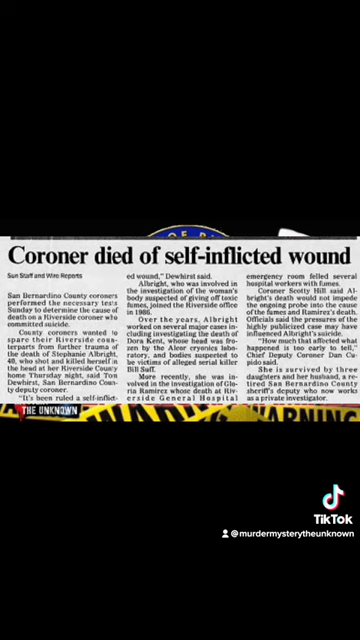 Coroner died of self-inflicted wound
Sun Staff and Wire Reports
San Bernardino County coroners
performed the necessary tests
Sunday to determine the cause of
death on a Riverside coroner who
committed suicide.
County coroners wanted to
spare their Riverside coun-
terparts from further trauma of
the death of Stephanie Albright,
40, who shot and killed herself in
the head at her Riverside County
home Thursday night, said Tom
Dewhirst, San Bernardino Coun-
ty deputy coroner.
"It's been ruled a self-inflict-
ed wound," Dewhirst said.
Albright, who was involved in
the investigation of the woman's
body suspected of giving off toxic
fumes, joined the Riverside office
in 1986.
Over the years, Albright
worked on several major cases in-
cluding investigating the death of
Dora Kent, whose head was fro-
zen by the Alcor cryonics labo-
ratory, and bodies suspected to
be victims of alleged serial killer
Bill Suff.
More recently, she was in-
volved in the investigation of Glo-
ria Ramirez whose death at Riv-
erside General Hospital
emergency room felled several
hospital workers with fumes.
Coroner Scotty Hill said Al-
bright's death would not impede
the ongoing probe into the cause
of the fumes and Ramirez's death.
Officials said the pressures of the
highly publicized case may have
influenced Albright's suicide.
"How much that affected what
happened is too early to tell,"
Chief Deputy Coroner Dan Cu-
pido said.
She is survived by three
daughters and her husband, a re-
tired San Bernardino County
sheriff's deputy who now works
as a private investigator.
THE UNKNOWN
WARNING
TikTok
@murdermysterytheunknown